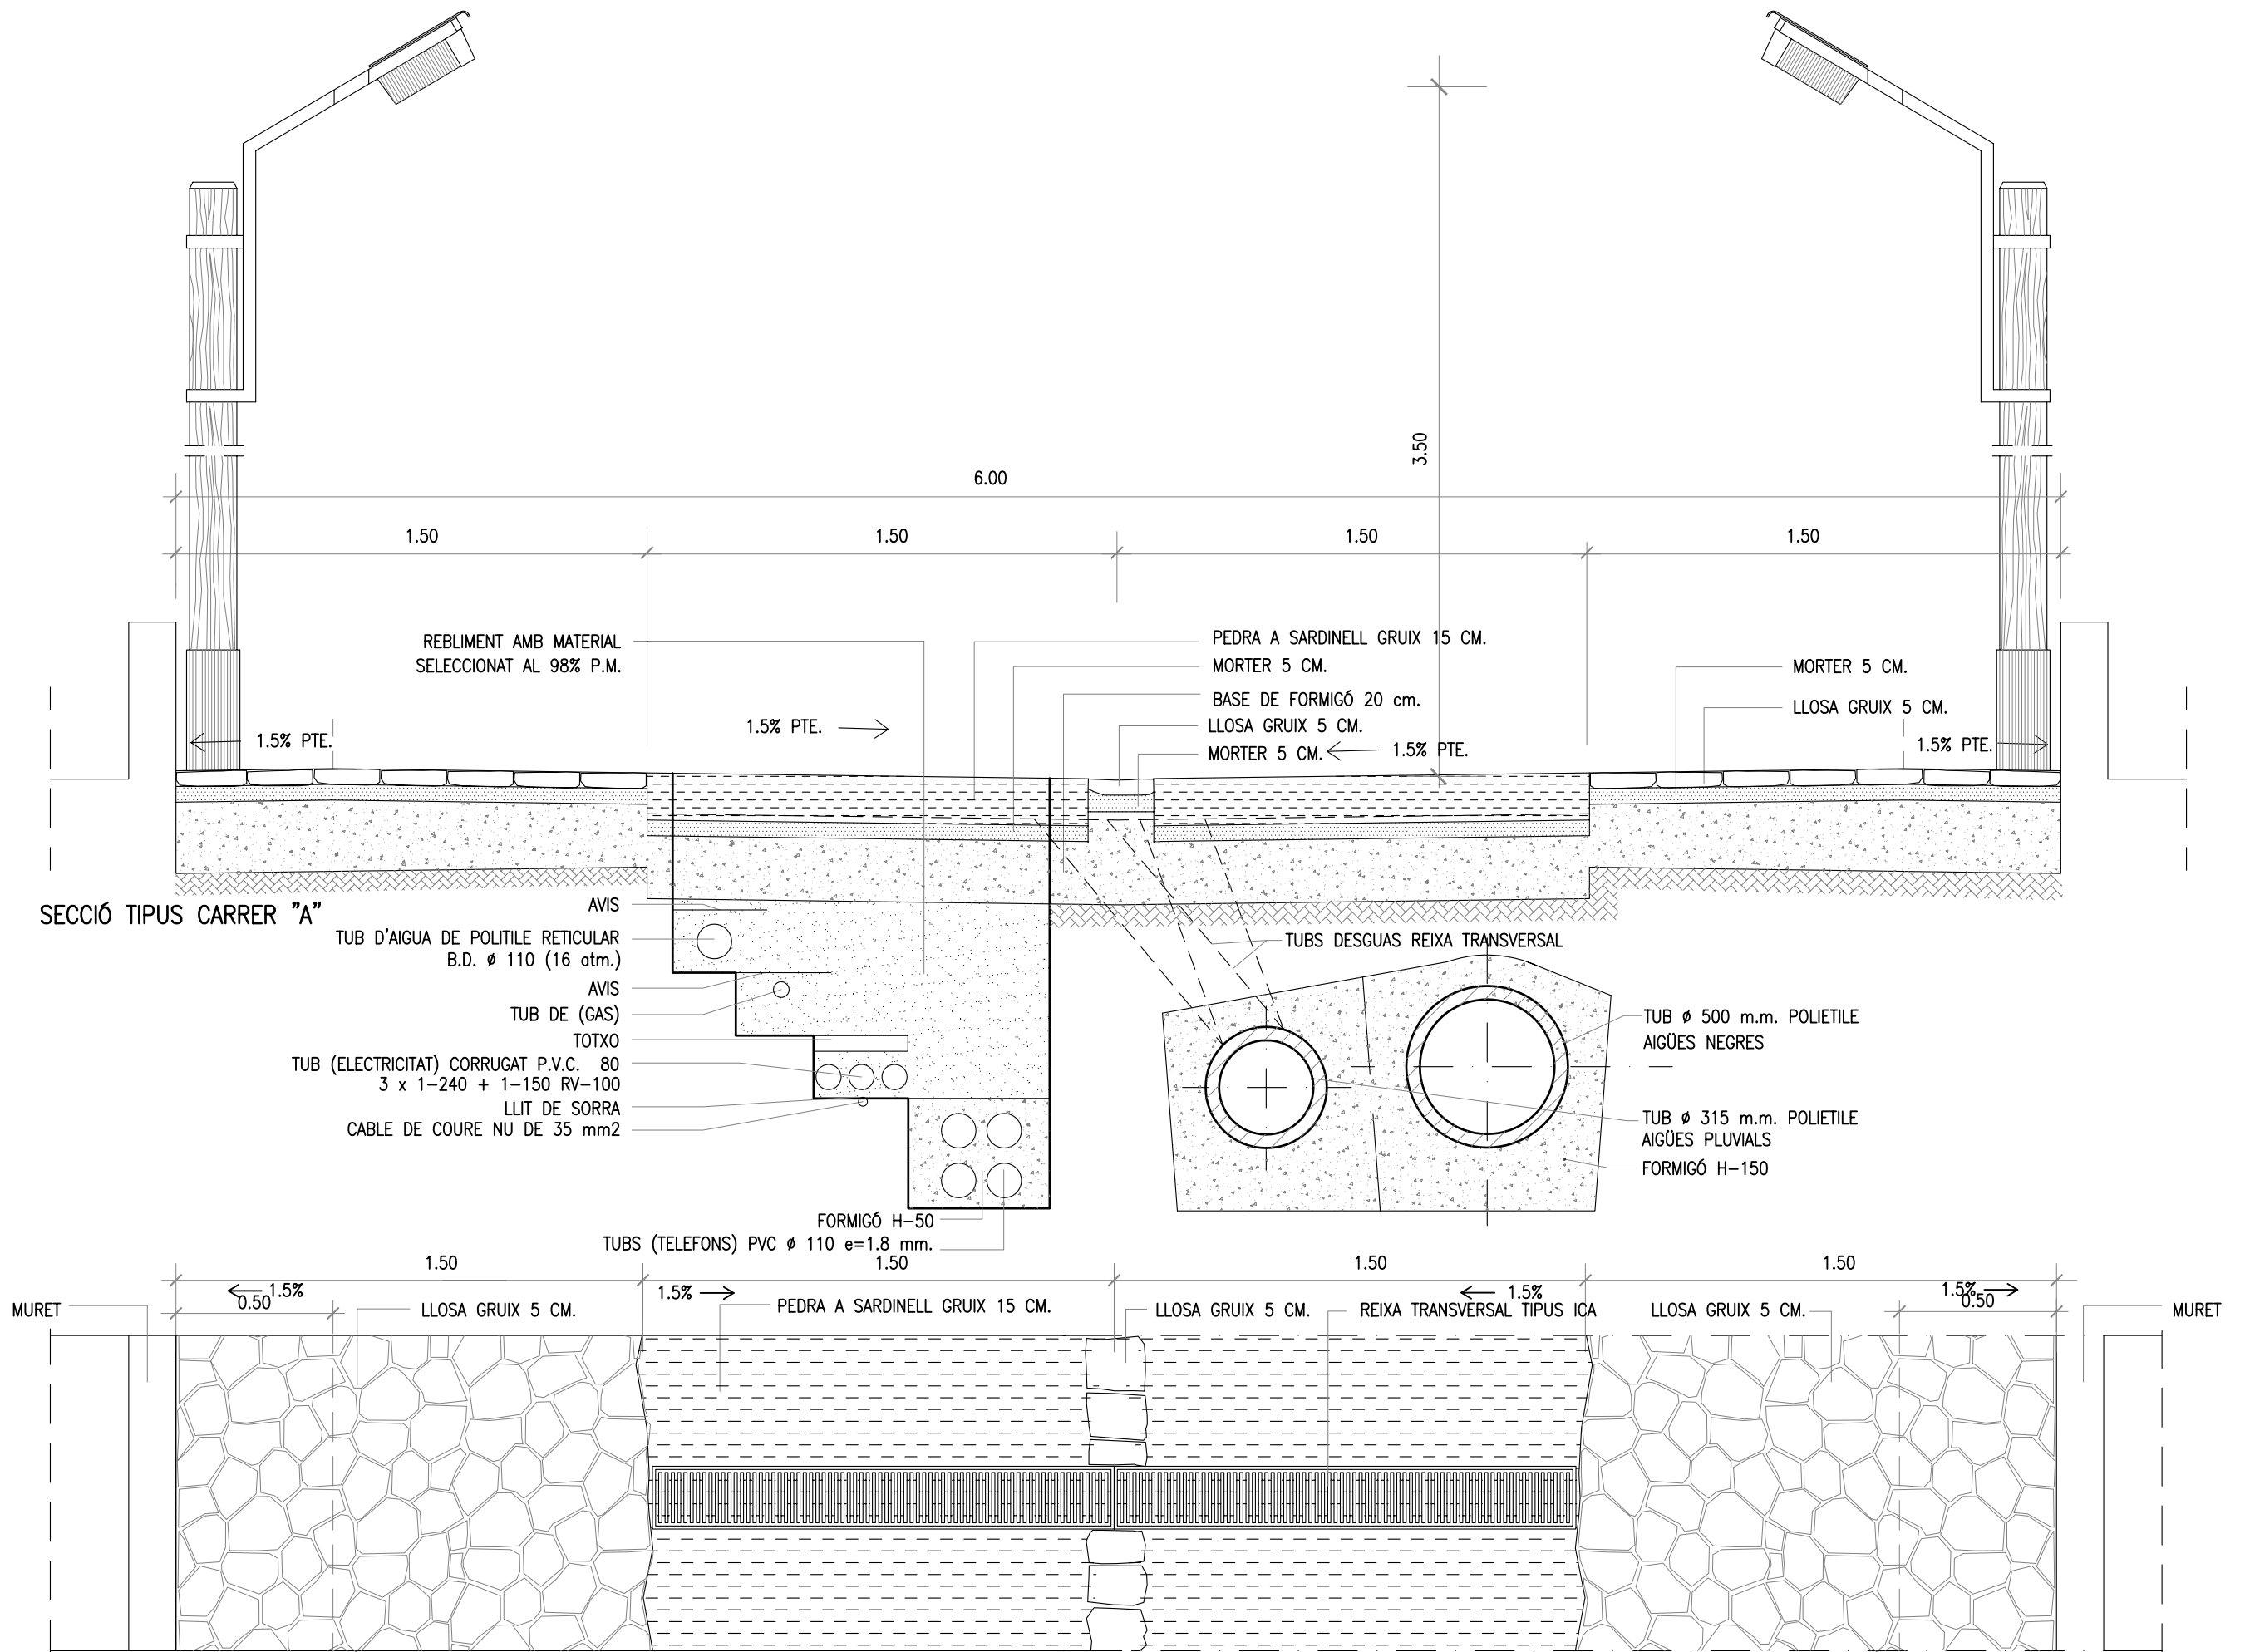 3.50
6.00
1.50
1.50
1.50
1.50
REBLIMENT AMB MATERIAL
SELECCIONAT AL 98% P.M.
PEDRA A SARDINELL GRUIX 15 CM.
MORTER 5 CM.
BASE DE FORMIGÓ 20 cm.
LLOSA GRUIX 5 CM.
MORTER 5 CM.
MORTER 5 CM.
LLOSA GRUIX 5 CM.
1.5% PTE.
1.5% PTE.
1.5% PTE.
1.5% PTE.
SECCIÓ TIPUS CARRER "A"
AVIS
TUB D'AIGUA DE POLITILE RETICULAR
B.D. ø 110 (16 atm.)
AVIS
TUB DE (GAS)
TOTXO
TUB (ELECTRICITAT) CORRUGAT P.V.C. 80
3 x 1-240 + 1-150 RV-100
LLIT DE SORRA
CABLE DE COURE NU DE 35 mm2
FORMIGÓ H-50
TUBS (TELEFONS) PVC ø 110 e=1.8 mm.
TUBS DESGUAS REIXA TRANSVERSAL
TUB ø 500 m.m. POLIETILE
AIGÜES NEGRES
TUB ø 315 m.m. POLIETILE
AIGÜES PLUVIALS
FORMIGÓ H-150
1.50
1.50
1.50
1.50
1.5%
0.50
1.5%
1.5%
1.5%
0.50
MURET
LLOSA GRUIX 5 CM.
PEDRA A SARDINELL GRUIX 15 CM.
LLOSA GRUIX 5 CM.
REIXA TRANSVERSAL TIPUS ICA
LLOSA GRUIX 5 CM.
MURET